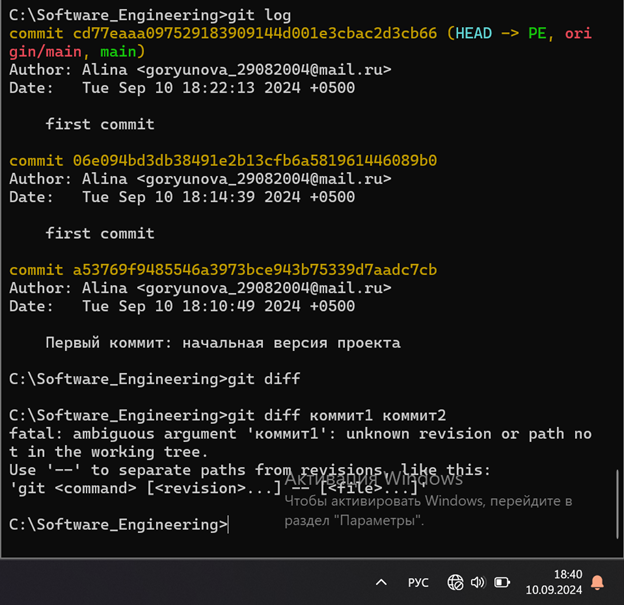 C:\Software_Engineering>git log
commit cd77eaaa097529183909144d001e3cbac2d3cb66 (HEAD -> PE, ori
gin/main, main)
Author: Alina <goryunova_29082004@mail.ru>
Date:   Tue Sep 10 18:22:13 2024 +0500
    first commit
commit 06e094bd3db38491e2b13cfb6a581961446089b0
Author: Alina <goryunova_29082004@mail.ru>
Date:   Tue Sep 10 18:14:39 2024 +0500
    first commit
commit a53769f9485546a3973bce943b75339d7aadc7cb
Author: Alina <goryunova_29082004@mail.ru>
Date:   Tue Sep 10 18:10:49 2024 +0500
    Первый коммит: начальная версия проекта
C:\Software_Engineering>git diff
C:\Software_Engineering>git diff коммит1 коммит2
fatal: ambiguous argument 'коммит1': unknown revision or path no
t in the working tree.
Use '--' to separate paths from revisions, like this:
'git <command> [<revision>...] -- [<file>...]'
Активация Windows
Чтобы активировать Windows, перейдите в
раздел "Параметры".
C:\Software_Engineering>
РУС
18:40
10.09.2024